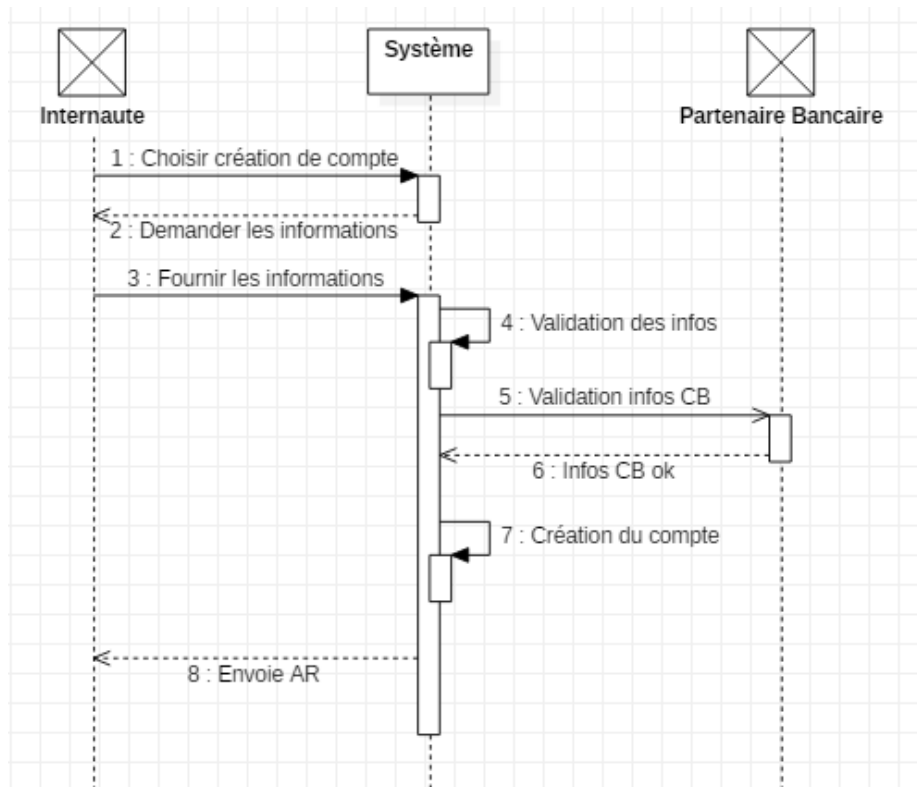 Système
Internaute
Partenaire Bancaire
1 : Choisir création de compte
2 : Demander les informations
3 : Fournir les informations
4 : Validation des infos
5 : Validation infos CB
6 : Infos CB ok
7 : Création du compte
8 : Envoie AR